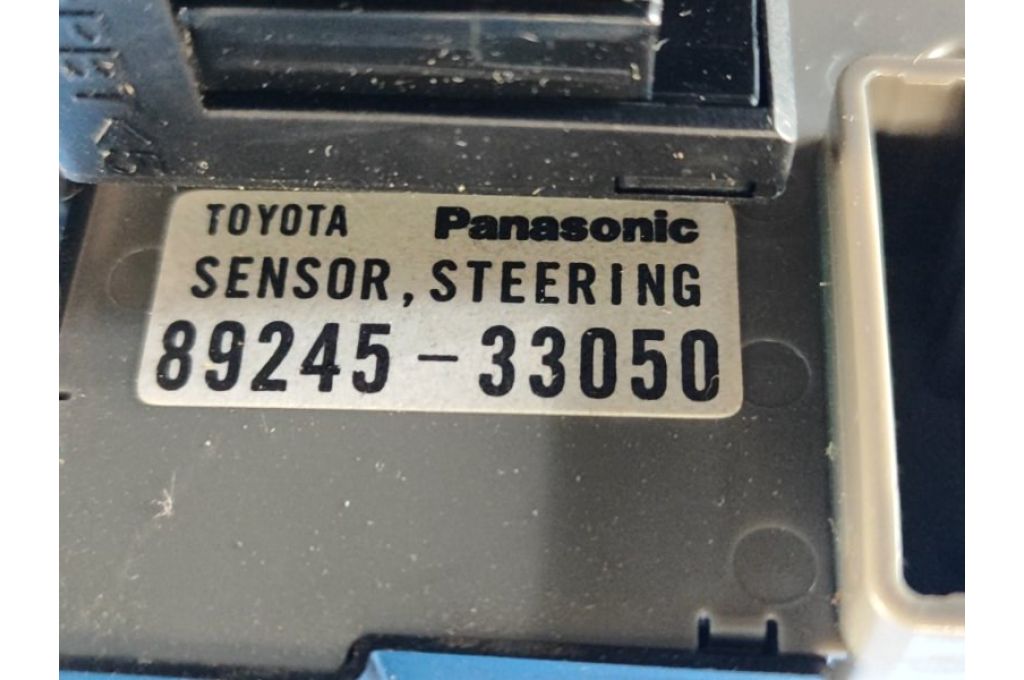 TOYOTA Panasonic
SENSOR, STEERING
89245-33050